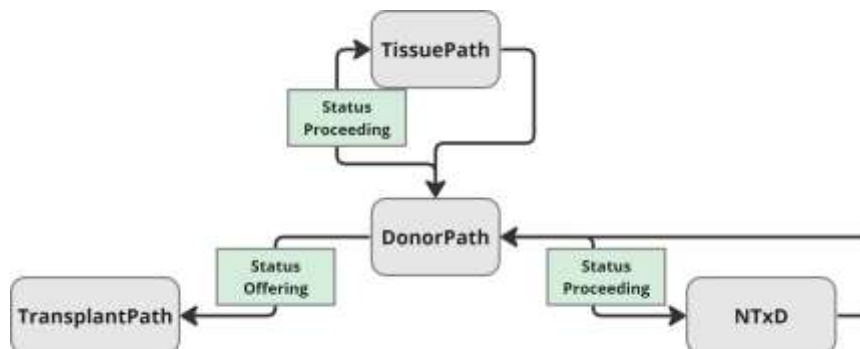 TissuePath
Status
Proceeding
DonorPath
Status
Offering
Status
Proceeding
TransplantPath
NTxD